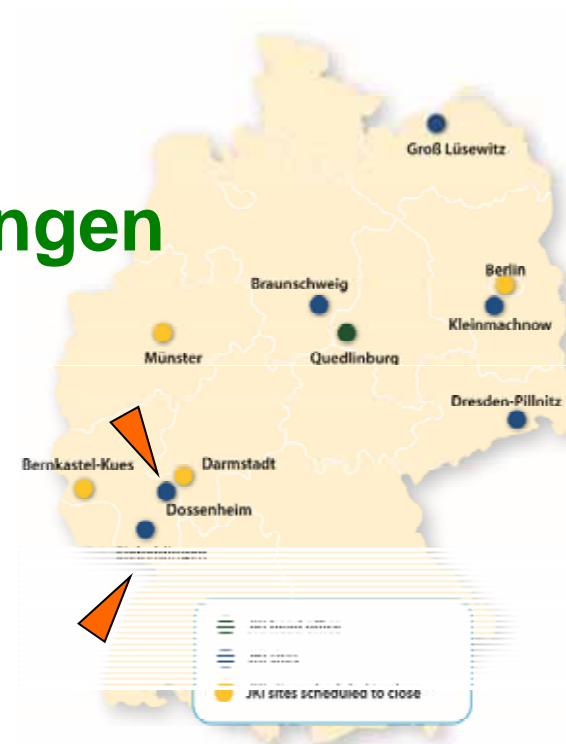 Groß Lüsewitz
ngen
Berlin
Braunschweig
Kleinmachnow
Münster
Quedlinburg
Dresden-Pillnitz
Bernkastel-Kues
Darmstadt
Dossenheim
JKI sites scheduled to close